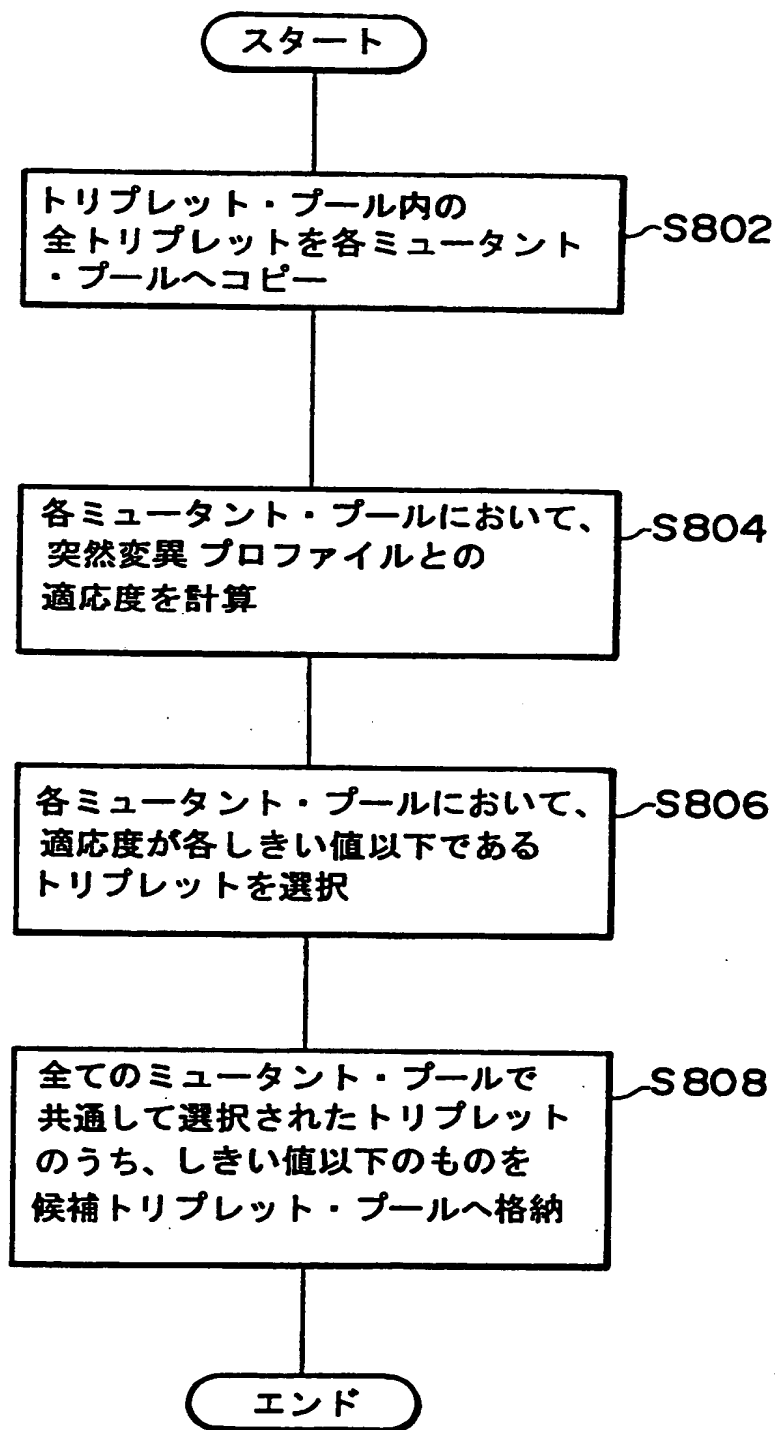 スタート
トリプレット・プール内の
全トリプレットを各ミュータント
・プールへコピー
S802
各ミュータント・プールにおいて、
突然変異プロファイルとの
適応度を計算
S804
各ミュータント・プールにおいて、
適応度が各しきい値以下である
トリプレットを選択
S806
全てのミュータント・プールで
共通して選択されたトリプレット
のうち、しきい値以下のものを
候補トリプレット・プールへ格納
S808
エンド